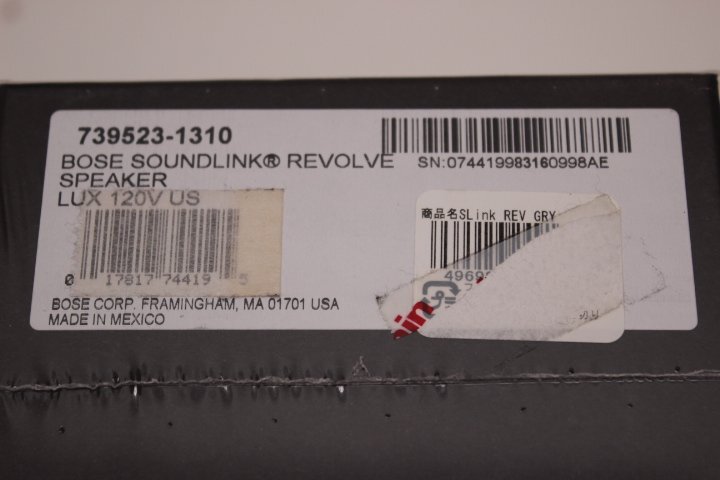 739523-1310
BOSE SOUNDLINK® REVOLVE
SPEAKER
LUX 120V US
SN:074419983160998AE
0 17817 74419 5
商品名SLink REV GRY
BOSE CORP. FRAMINGHAM, MA 01701 USA
MADE IN MEXICO